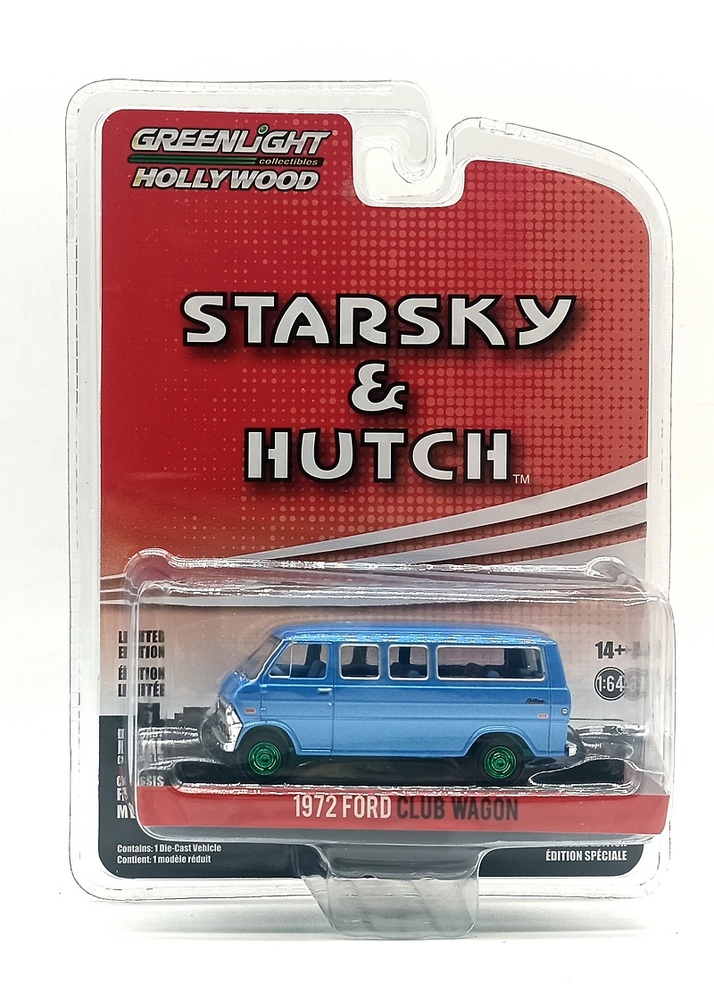 GREENLiGHT
collectibles
HOLLYWOOD
STARSKY
&
HUTCH
TM
LIMITED
EDITION
ÉDITION
LIMITÉE
14+
1:64
1972 FORD CLUB WAGON
Contains: 1 Die-Cast Vehicle
Contient: 1 modèle réduit
ÉDITION SPÉCIALE